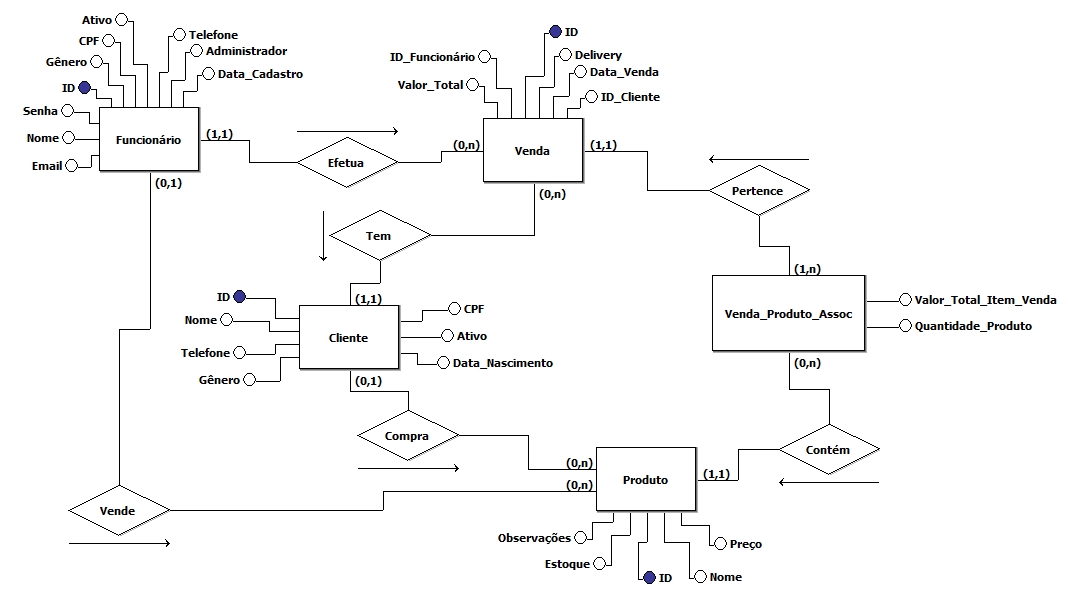 Ativo
CPF
Gênero
ID
Senha
Nome
Email
Telefone
Administrador
Data_Cadastro
Funcionário
(1,1)
(0,1)
Efetua
(0,n)
ID
ID_Funcionário
Valor_Total
Delivery
Data_Venda
ID_Cliente
Venda
(1,1)
(0,n)
Pertence
Tem
(1,n)
Venda_Produto_Assoc
Valor_Total_Item_Venda
Quantidade_Produto
(0,n)
(1,1)
ID
Nome
Telefone
Gênero
Cliente
CPF
Ativo
Data_Nascimento
(0,1)
Compra
(0,n)
(0,n)
Produto
(1,1)
Contém
Vende
Observações
Estoque
ID
Nome
Preço